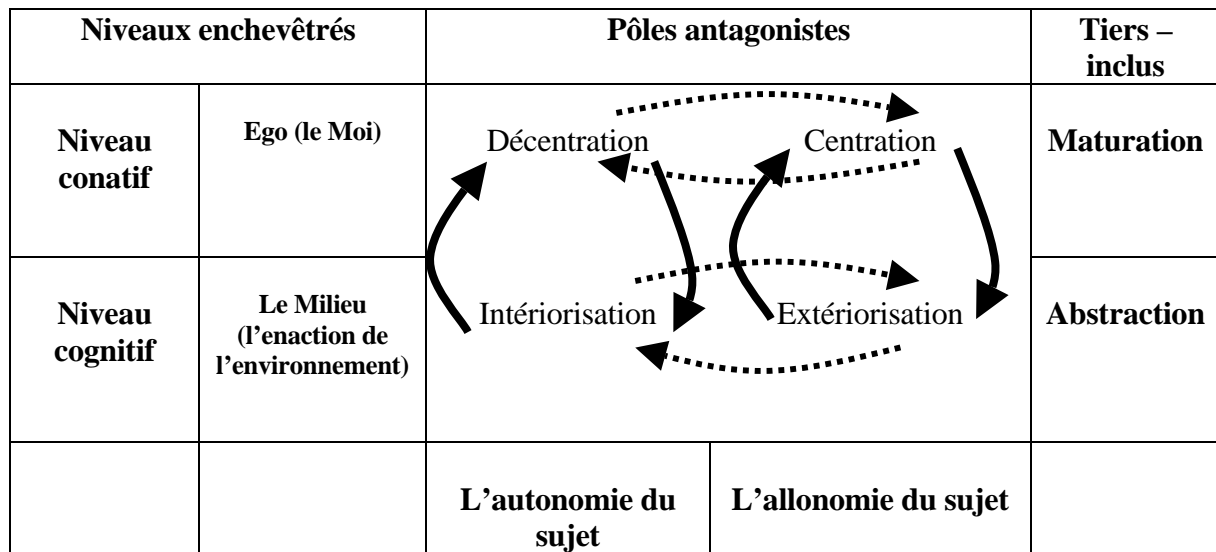 Niveaux enchevêtrés
Pôles antagonistes
Tiers –
inclus
Niveau
conatif
Ego (le Moi)
Décentration
Centration
Maturation
Niveau
cognitif
Le Milieu
(l’enaction de
l’environnement)
Intériorisation
Extériorisation
Abstraction
L’autonomie du
sujet
L’allonomie du sujet